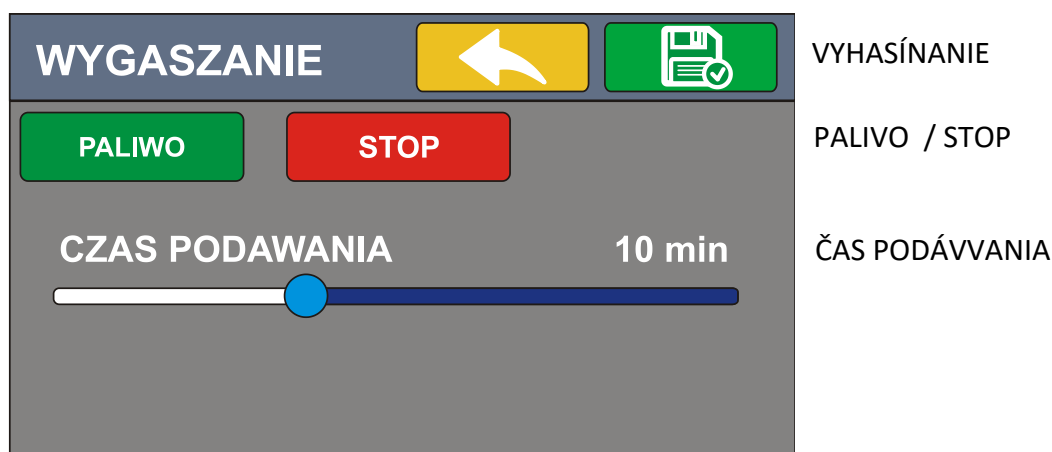 WYGASZANIE VYHASÍNANIE
PALIWO STOP PALIVO / STOP
CZAS PODAWANIA 10 min ČAS PODÁVVANIA